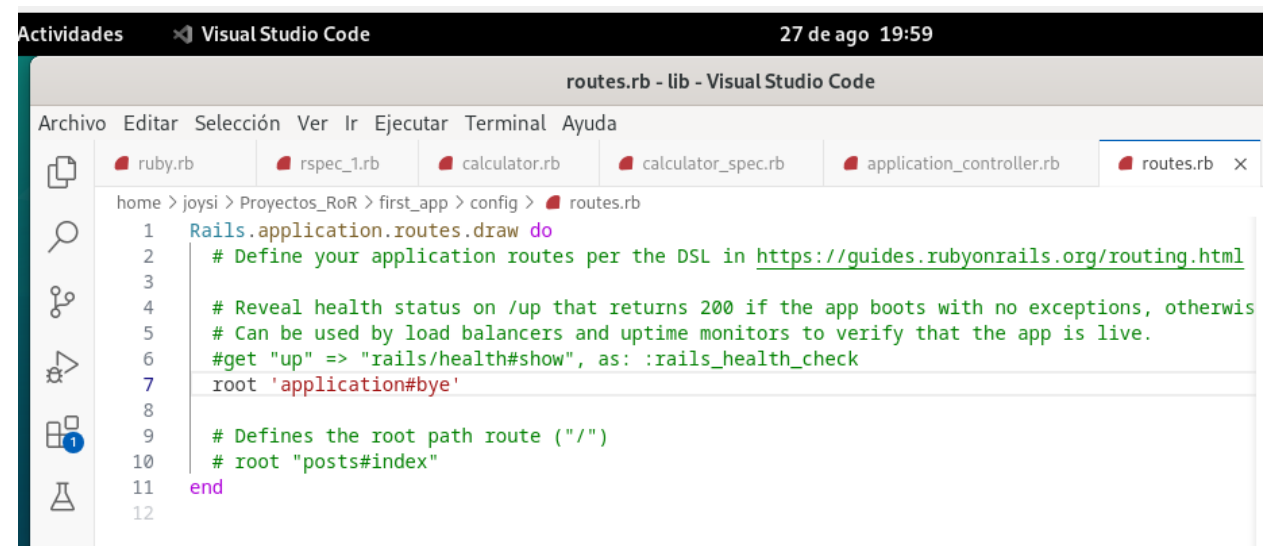 Actividades Visual Studio Code 27 de ago 19:59
routes.rb - lib - Visual Studio Code
Archivo Editar Selección Ver Ir Ejecutar Terminal Ayuda
ruby.rb rspec_1.rb calculator.rb calculator_spec.rb application_controller.rb routes.rb ×
home > joysi > Proyectos_RoR > first_app > config > routes.rb
1 Rails.application.routes.draw do
2 # Define your application routes per the DSL in https://guides.rubyonrails.org/routing.html
3
4 # Reveal health status on /up that returns 200 if the app boots with no exceptions, otherwis
5 # Can be used by load balancers and uptime monitors to verify that the app is live.
6 #get "up" => "rails/health#show", as: :rails_health_check
7 root 'application#bye'
8
9 # Defines the root path route ("/")
10 # root "posts#index"
11 end
12
1